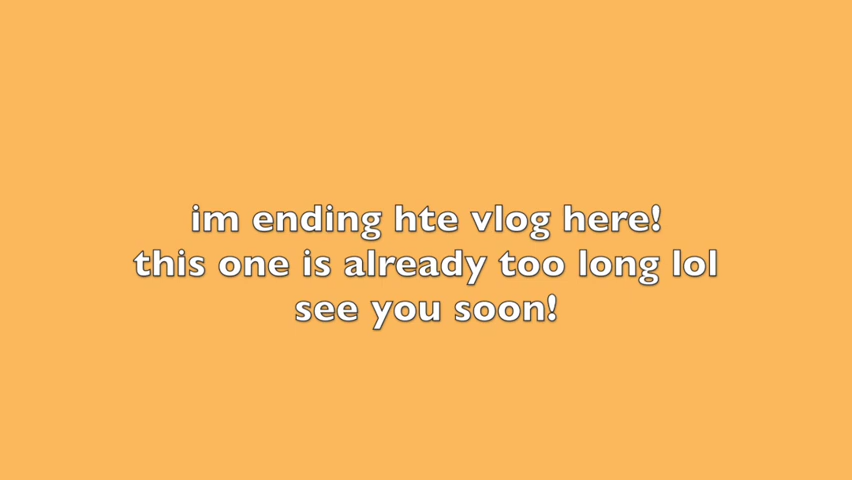 im ending hte vlog here!
this one is already too long lol
see you soon!